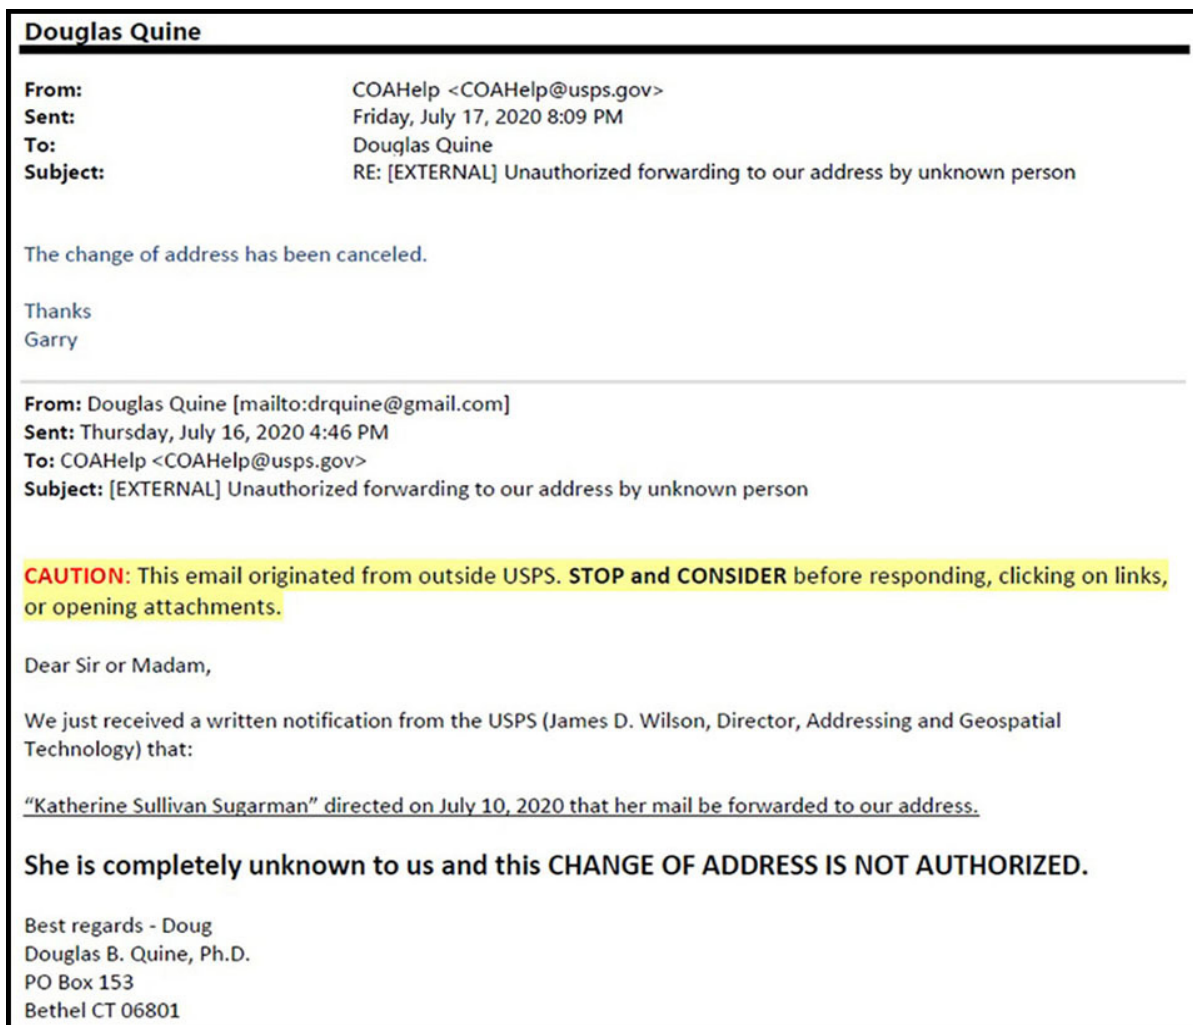 Douglas Quine
From: COAHelp <COAHelp@usps.gov>
Sent: Friday, July 17, 2020 8:09 PM
To: Douglas Quine
Subject: RE: [EXTERNAL] Unauthorized forwarding to our address by unknown person
The change of address has been canceled.
Thanks
Garry
From: Douglas Quine [mailto:drquine@gmail.com]
Sent: Thursday, July 16, 2020 4:46 PM
To: COAHelp <COAHelp@usps.gov>
Subject: [EXTERNAL] Unauthorized forwarding to our address by unknown person
CAUTION: This email originated from outside USPS. STOP and CONSIDER before responding, clicking on links,
or opening attachments.
Dear Sir or Madam,
We just received a written notification from the USPS (James D. Wilson, Director, Addressing and Geospatial
Technology) that:
“Katherine Sullivan Sugarman” directed on July 10, 2020 that her mail be forwarded to our address.
She is completely unknown to us and this CHANGE OF ADDRESS IS NOT AUTHORIZED.
Best regards - Doug
Douglas B. Quine, Ph.D.
PO Box 153
Bethel CT 06801